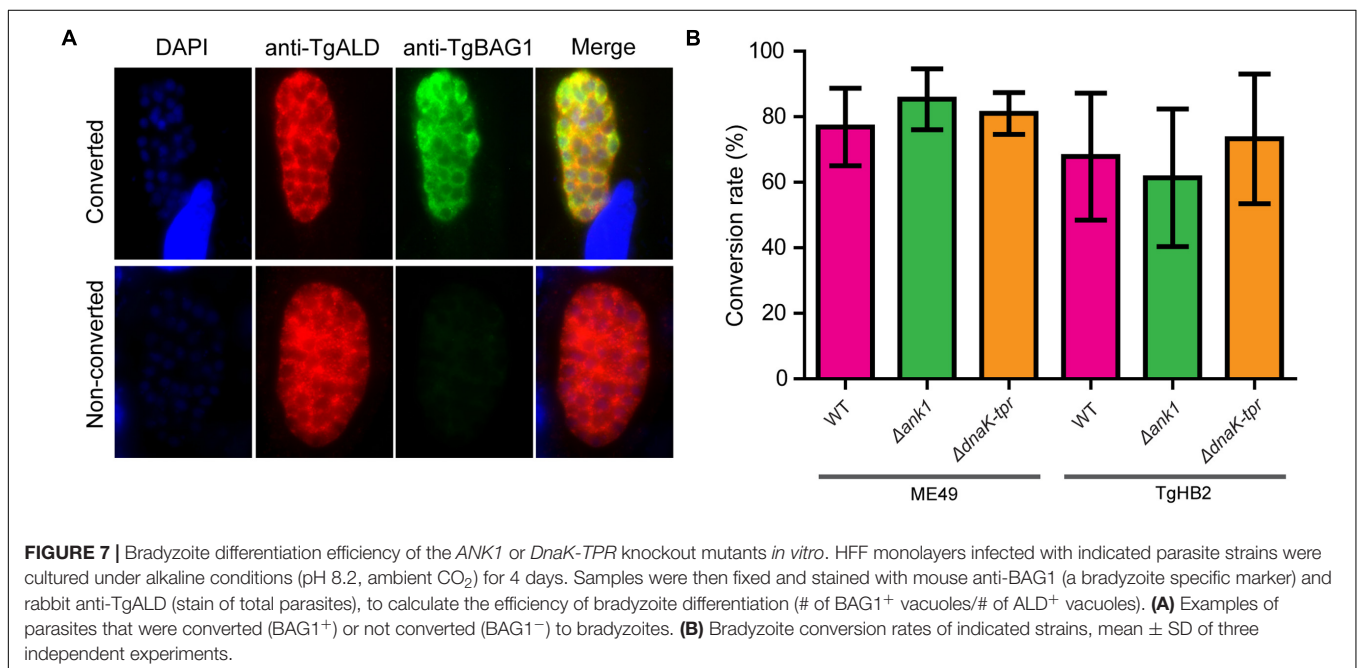 A
DAPI
anti-TgALD
anti-TgBAG1
Merge
Converted
Non-converted
B
Conversion rate (%)
100
80
60
40
20
0
WT
Δank1
ΔdnaK-tpr
WT
Δank1
ΔdnaK-tpr
ME49
TgHB2
FIGURE 7 | Bradyzoite differentiation efficiency of the ANK1 or DnaK-TPR knockout mutants in vitro. HFF monolayers infected with indicated parasite strains were
cultured under alkaline conditions (pH 8.2, ambient CO₂) for 4 days. Samples were then fixed and stained with mouse anti-BAG1 (a bradyzoite specific marker) and
rabbit anti-TgALD (stain of total parasites), to calculate the efficiency of bradyzoite differentiation (# of BAG1⁺ vacuoles/# of ALD⁺ vacuoles). (A) Examples of
parasites that were converted (BAG1⁺) or not converted (BAG1⁻) to bradyzoites. (B) Bradyzoite conversion rates of indicated strains, mean ± SD of three
independent experiments.